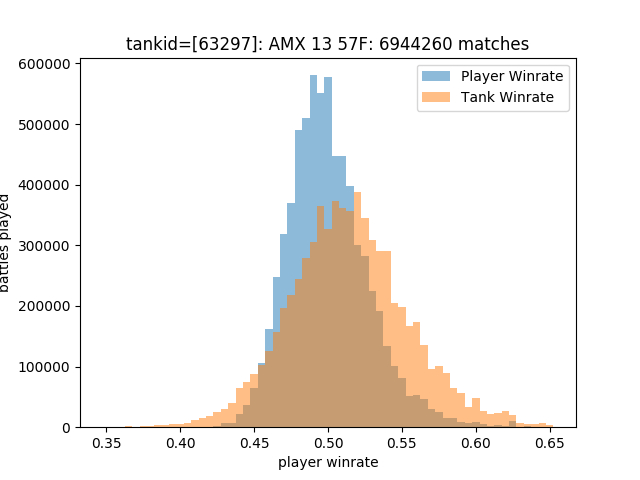 tankid=[63297]: AMX 13 57F: 6944260 matches
Player Winrate
Tank Winrate
600000
500000
400000
300000
200000
100000
0
battles played
0.35 0.40 0.45 0.50 0.55 0.60 0.65
player winrate